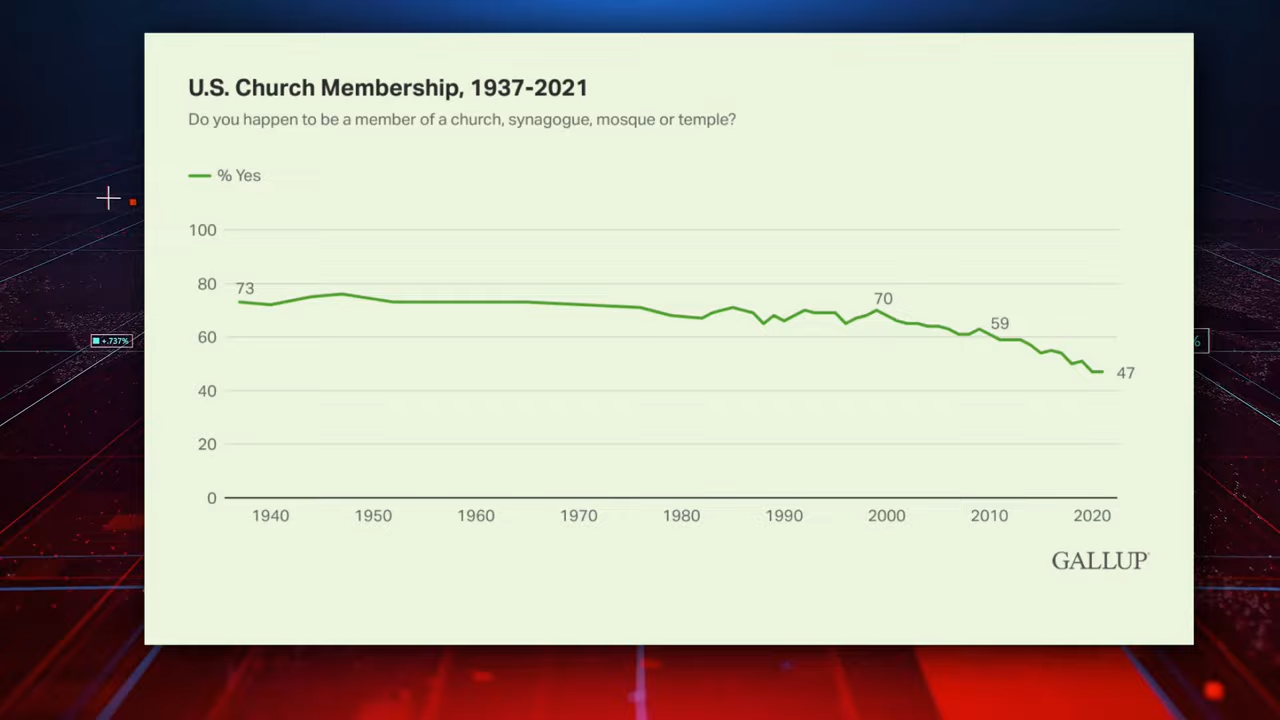 U.S. Church Membership, 1937-2021
Do you happen to be a member of a church, synagogue, mosque or temple?
% Yes
100
80
60
40
20
0
73
70
59
47
1940 1950 1960 1970 1980 1990 2000 2010 2020
GALLUP
+.737%
%